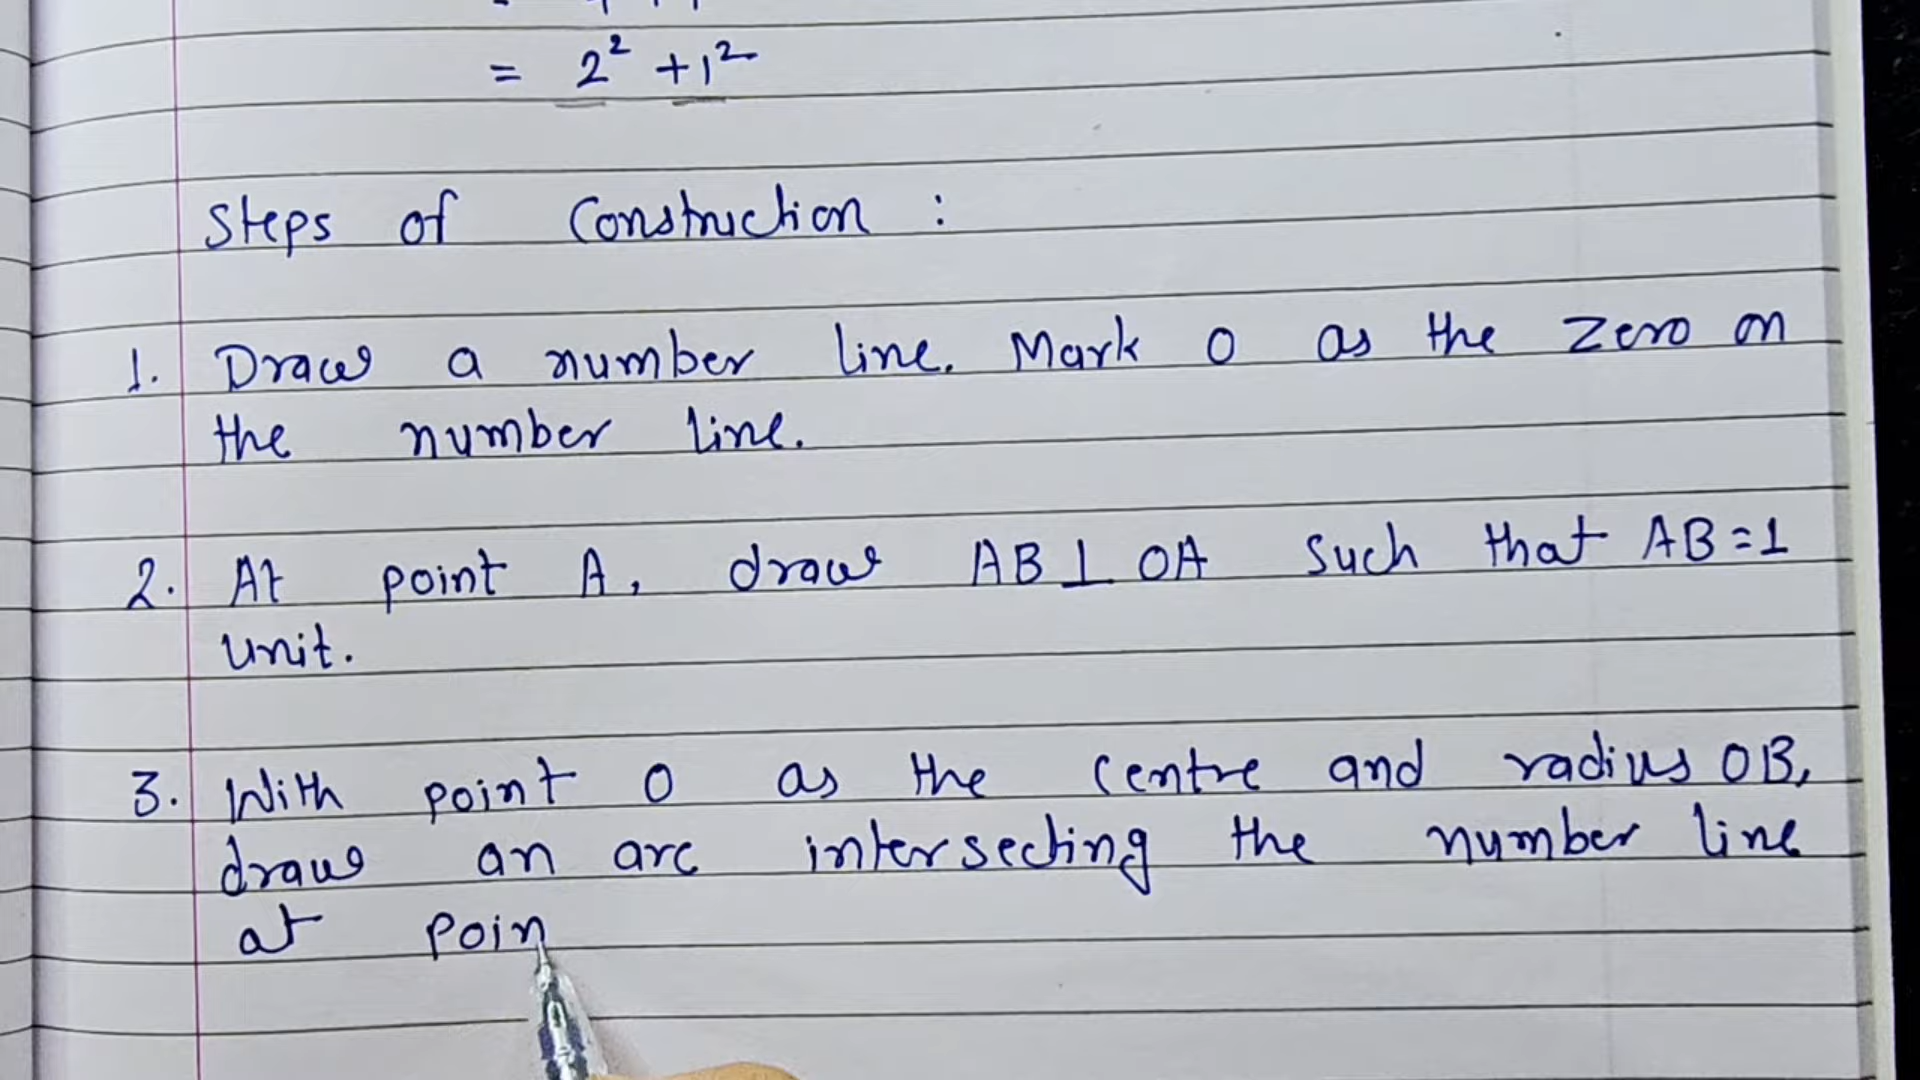 = 2² + 1²
Steps of Construction :
1. Draw a number line. Mark O as the zero on
the number line.
2. At point A, draw AB ⊥ OA such that AB = 1
unit.
3. With point O as the centre and radius OB,
draw an arc intersecting the number line
at poin